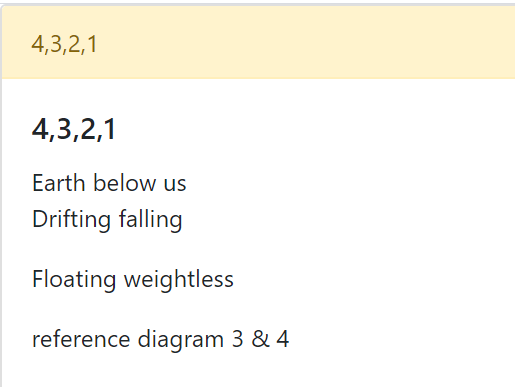 4,3,2,1
4,3,2,1
Earth below us
Drifting falling
Floating weightless
reference diagram 3 & 4